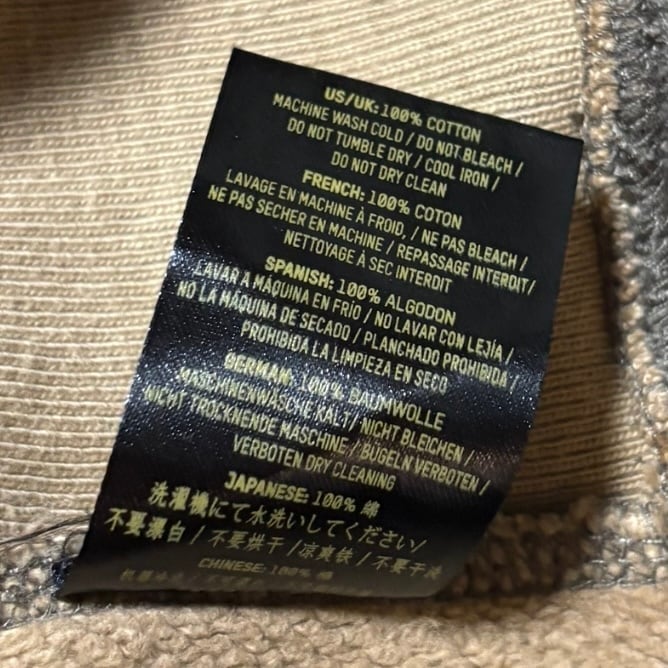 US/UK: 100% COTTON
MACHINE WASH COLD / DO NOT BLEACH /
DO NOT TUMBLE DRY / COOL IRON /
DO NOT DRY CLEAN
FRENCH: 100% COTON
LAVAGE EN MACHINE À FROID, / NE PAS BLEACH /
NE PAS SECHER EN MACHINE / REPASSAGE INTERDIT/
NETTOYAGE À SEC INTERDIT
SPANISH: 100% ALGODON
LAVAR A MÁQUINA EN FRÍO / NO LAVAR CON LEJÍA /
NO LA MÁQUINA DE SECADO / PLANCHADO PROHIBIDA /
PROHIBIDA LA LIMPIEZA EN SECO
GERMAN: 100% BAUMWOLLE
MASCHINENWÄSCHE KALT/ NICHT BLEICHEN /
NICHT TROCKNENDE MASCHINE / BÜGELN VERBOTEN /
VERBOTEN DRY CLEANING
JAPANESE: 100% 綿
洗濯機にて水洗いしてください/
不要漂白 / 不要烘干 /凉爽铁 / 不要干洗
CHINESE: 100% 綿